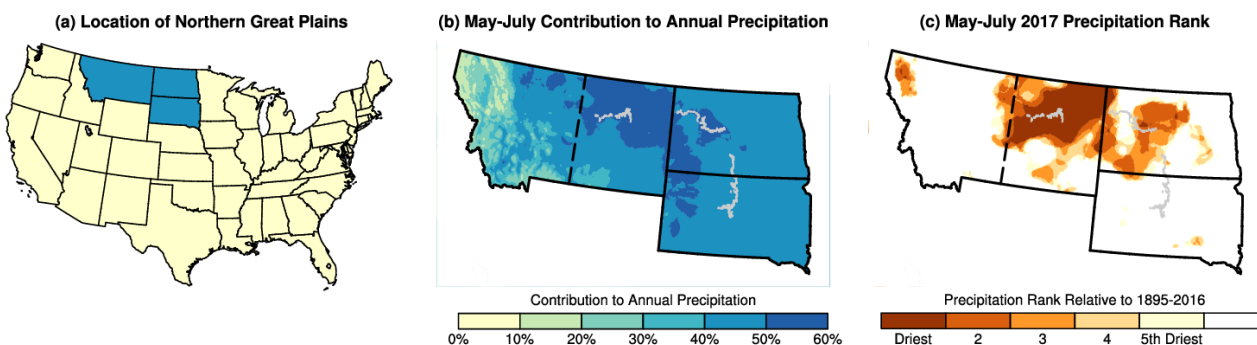 (a) Location of Northern Great Plains
(b) May-July Contribution to Annual Precipitation
(c) May-July 2017 Precipitation Rank
Contribution to Annual Precipitation
0% 10% 20% 30% 40% 50% 60%
Precipitation Rank Relative to 1895-2016
Driest 2 3 4 5th Driest